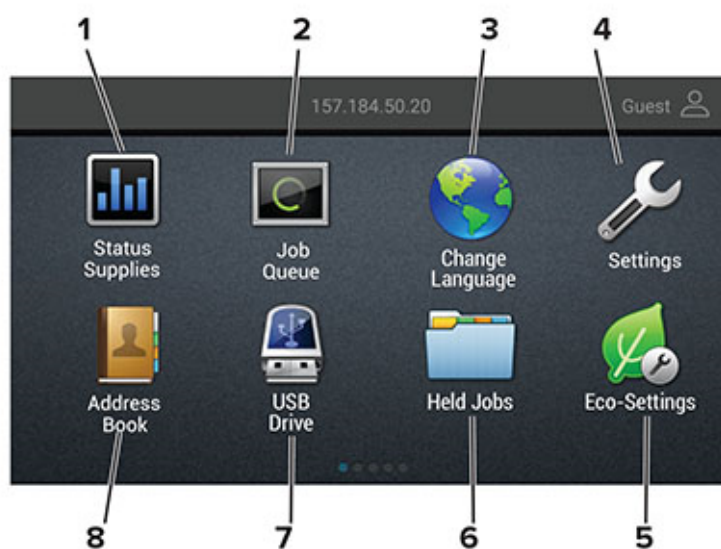 1 2 3 4
157.184.50.20 Guest
Status Supplies
Job Queue
Change Language
Settings
Address Book
USB Drive
Held Jobs
Eco-Settings
8 7 6 5